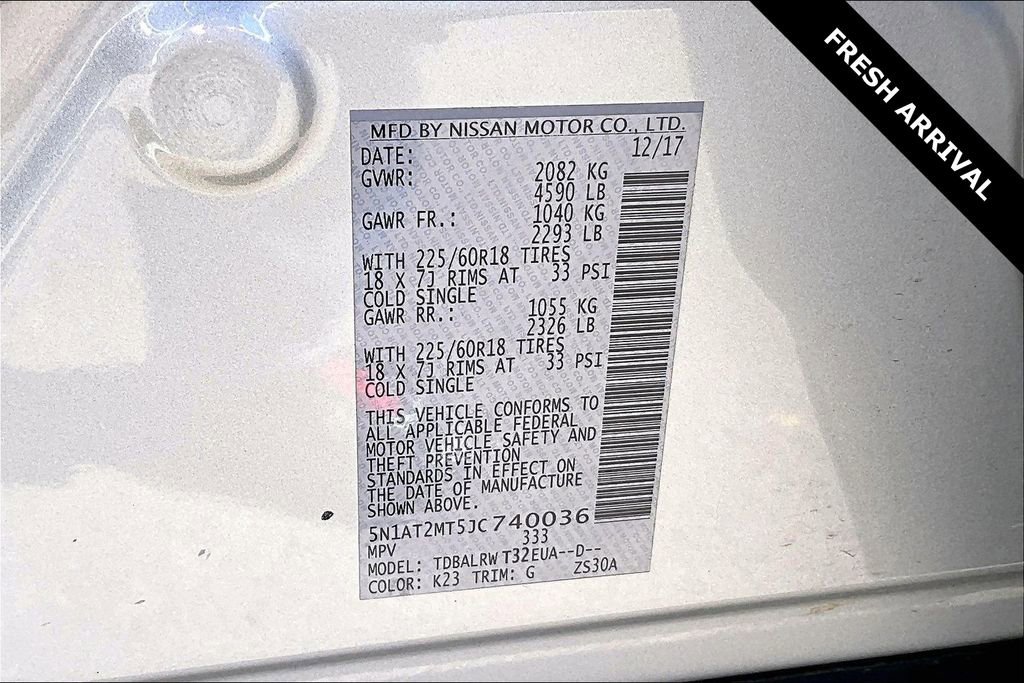 FRESH ARRIVAL
MFD BY NISSAN MOTOR CO., LTD.
DATE: 12/17
GVWR: 2082 KG
4590 LB
GAWR FR.: 1040 KG
2293 LB
WITH 225/60R18 TIRES
18 X 7J RIMS AT 33 PSI
COLD SINGLE
GAWR RR.: 1055 KG
2326 LB
WITH 225/60R18 TIRES
18 X 7J RIMS AT 33 PSI
COLD SINGLE
THIS VEHICLE CONFORMS TO
ALL APPLICABLE FEDERAL
MOTOR VEHICLE SAFETY AND
THEFT PREVENTION
STANDARDS IN EFFECT ON
THE DATE OF MANUFACTURE
SHOWN ABOVE.
5N1AT2MT5JC740036
MPV 333
MODEL: TDBALRWT32EUA--D--
COLOR: K23 TRIM: G ZS30A